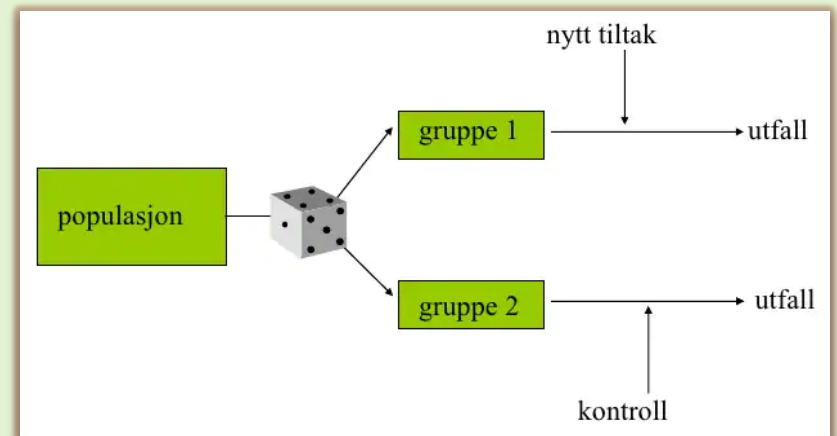 nytt tiltak
gruppe 1
utfall
populasjon
gruppe 2
utfall
kontroll